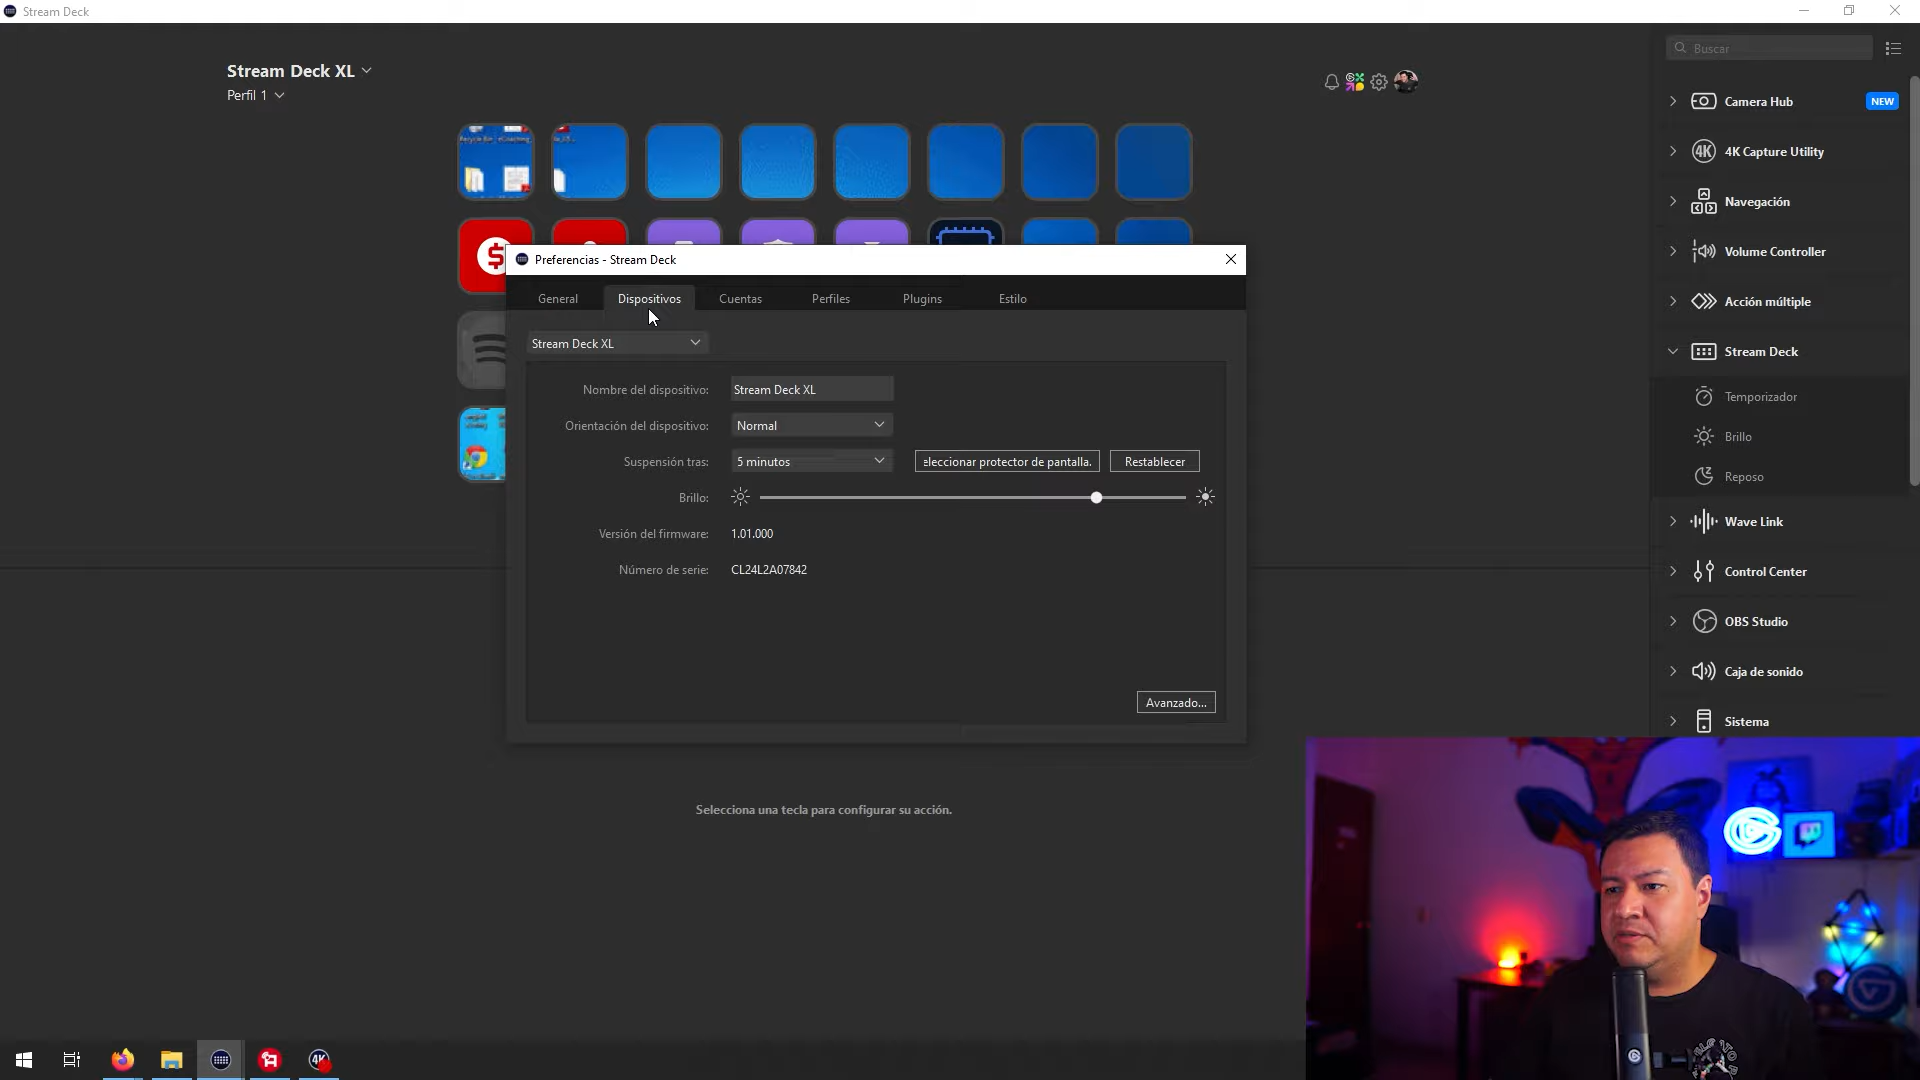 Stream Deck
Stream Deck XL
Perfil 1
Buscar
Camera Hub
NEW
4K Capture Utility
Navegación
Volume Controller
Acción múltiple
Stream Deck
Temporizador
Brillo
Reposo
Wave Link
Control Center
OBS Studio
Caja de sonido
Sistema
Preferencias - Stream Deck
General
Dispositivos
Cuentas
Perfiles
Plugins
Estilo
Stream Deck XL
Nombre del dispositivo:
Stream Deck XL
Orientación del dispositivo:
Normal
Suspensión tras:
5 minutos
eleccionar protector de pantalla.
Restablecer
Brillo:
Versión del firmware:
1.01.000
Número de serie:
CL24L2A07842
Avanzado...
Selecciona una tecla para configurar su acción.